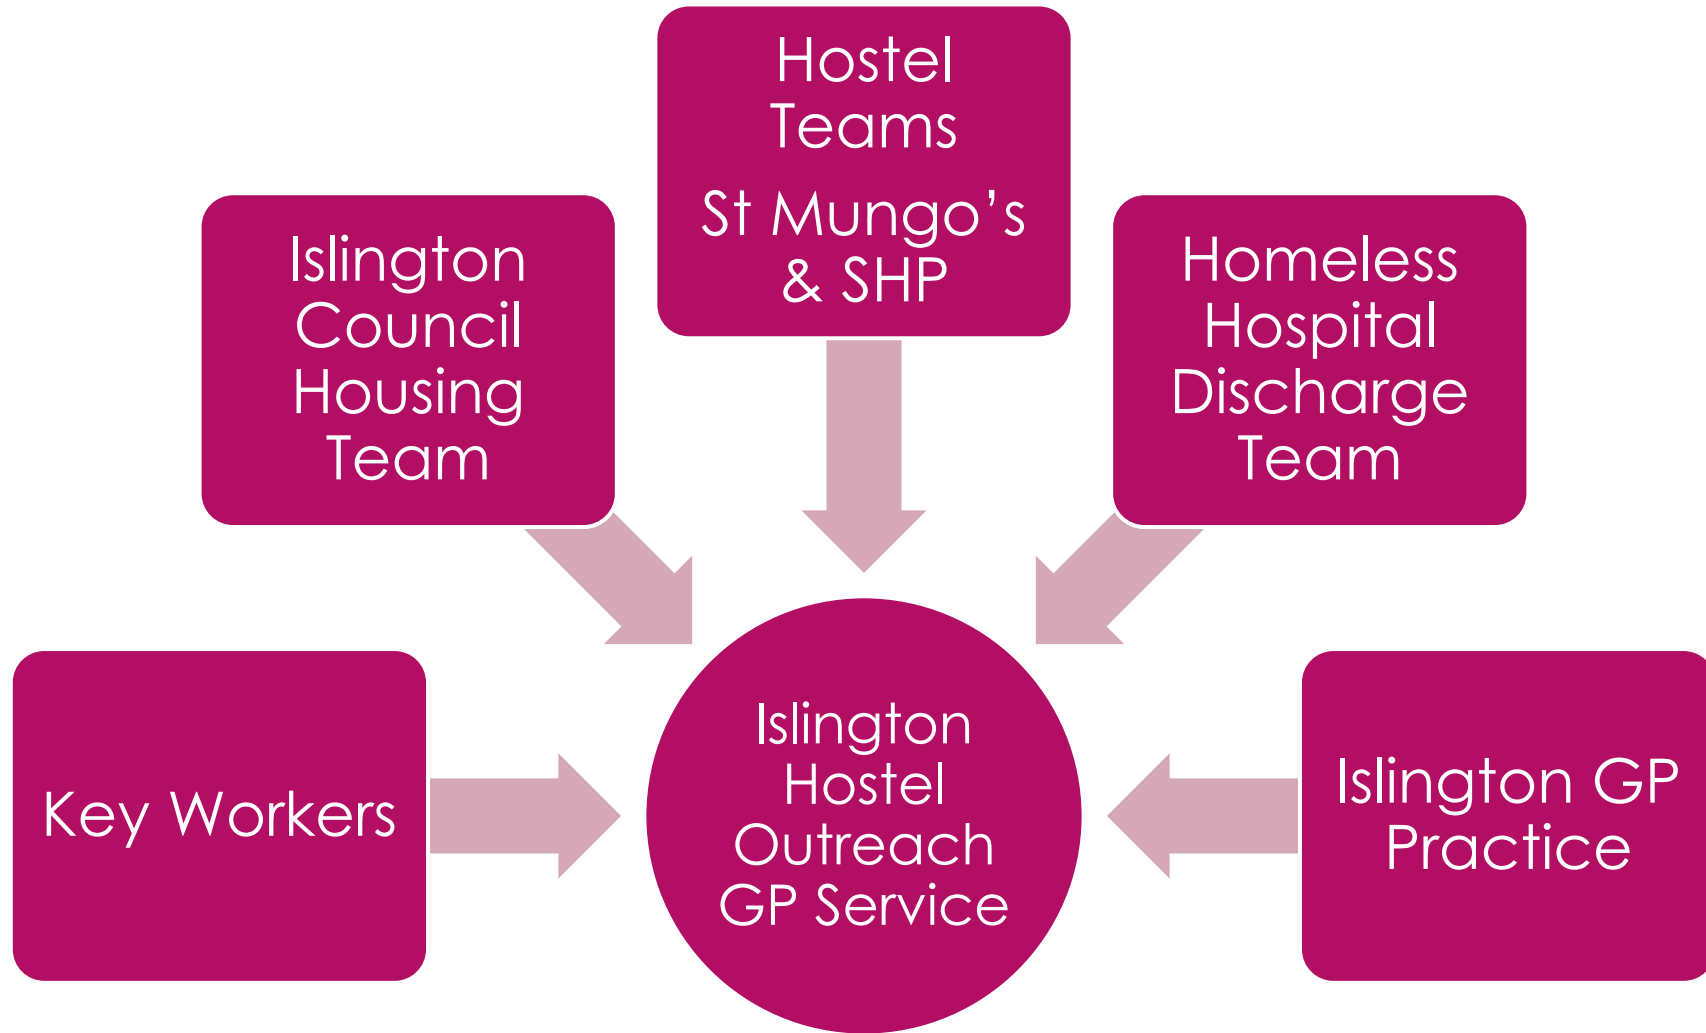 Hostel
Teams
St Mungo’s
& SHP
Islington
Council
Housing
Team
Homeless
Hospital
Discharge
Team
Key Workers
Islington
Hostel
Outreach
GP Service
Islington GP
Practice